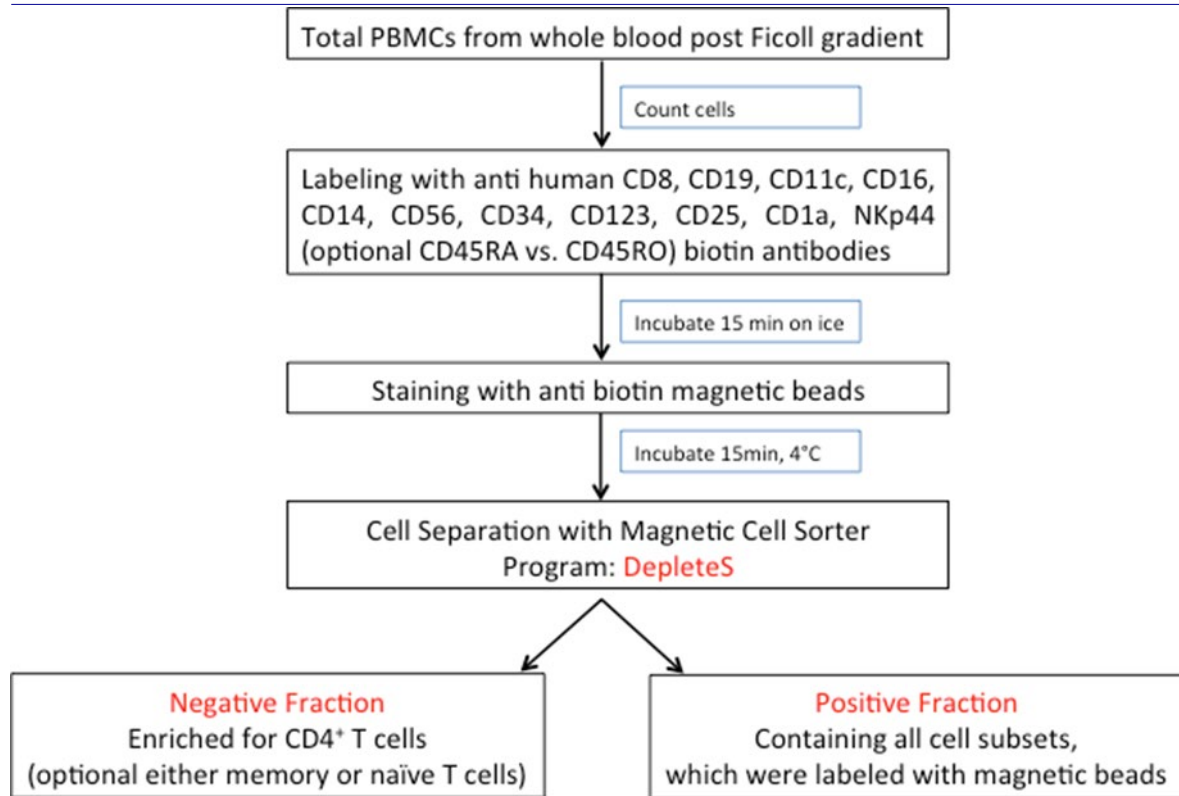 Total PBMCs from whole blood post Ficoll gradient
Count cells
Labeling with anti human CD8, CD19, CD11c, CD16,
CD14, CD56, CD34, CD123, CD25, CD1a, NKp44
(optional CD45RA vs. CD45RO) biotin antibodies
Incubate 15 min on ice
Staining with anti biotin magnetic beads
Incubate 15min, 4°C
Cell Separation with Magnetic Cell Sorter
Program: DepleteS
Negative Fraction
Enriched for CD4⁺ T cells
(optional either memory or naïve T cells)
Positive Fraction
Containing all cell subsets,
which were labeled with magnetic beads